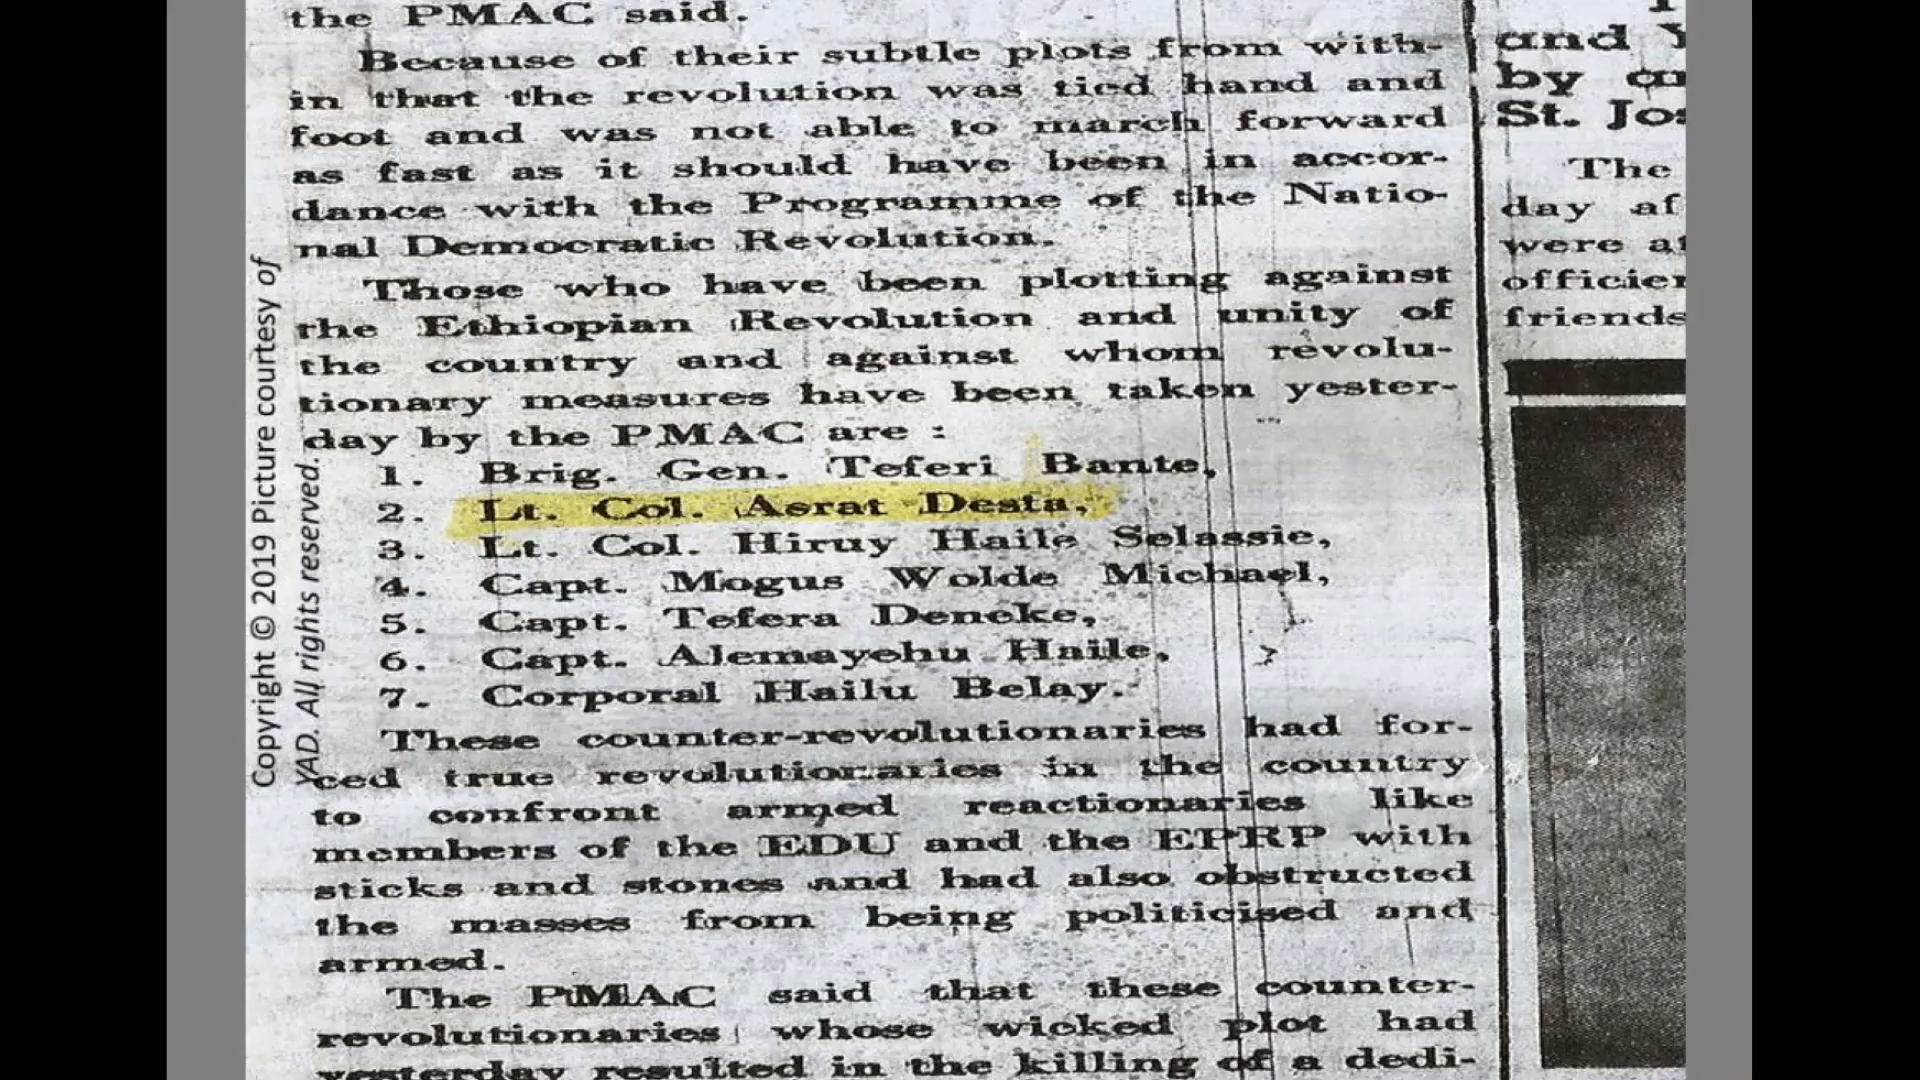 the PMAC said.
Because of their subtle plots from with-
in that the revolution was tied hand and
foot and was not able to march forward
as fast as it should have been in accor-
dance with the Programme of the Natio-
nal Democratic Revolution.
Those who have been plotting against
the Ethiopian Revolution and unity of
the country and against whom revolu-
tionary measures have been taken yester-
day by the PMAC are :
1. Brig. Gen. Teferi Bante,
2. Lt. Col. Asrat Desta,
3. Lt. Col. Hiruy Haile Selassie,
4. Capt. Mogus Wolde Michael,
5. Capt. Tefera Deneke,
6. Capt. Alemayehu Haile,
7. Corporal Hailu Belay.
These counter-revolutionaries had for-
ced true revolutionaries in the country
to confront armed reactionaries like
members of the EDU and the EPRP with
sticks and stones and had also obstructed
the masses from being politicised and
armed.
The PMAC said that these counter-
revolutionaries whose wicked plot had
yesterday resulted in the killing of a dedi-
and
by
St. Jos
The
day af
were at
officier
friends
Copyright © 2019 Picture courtesy of
YAD. All rights reserved.